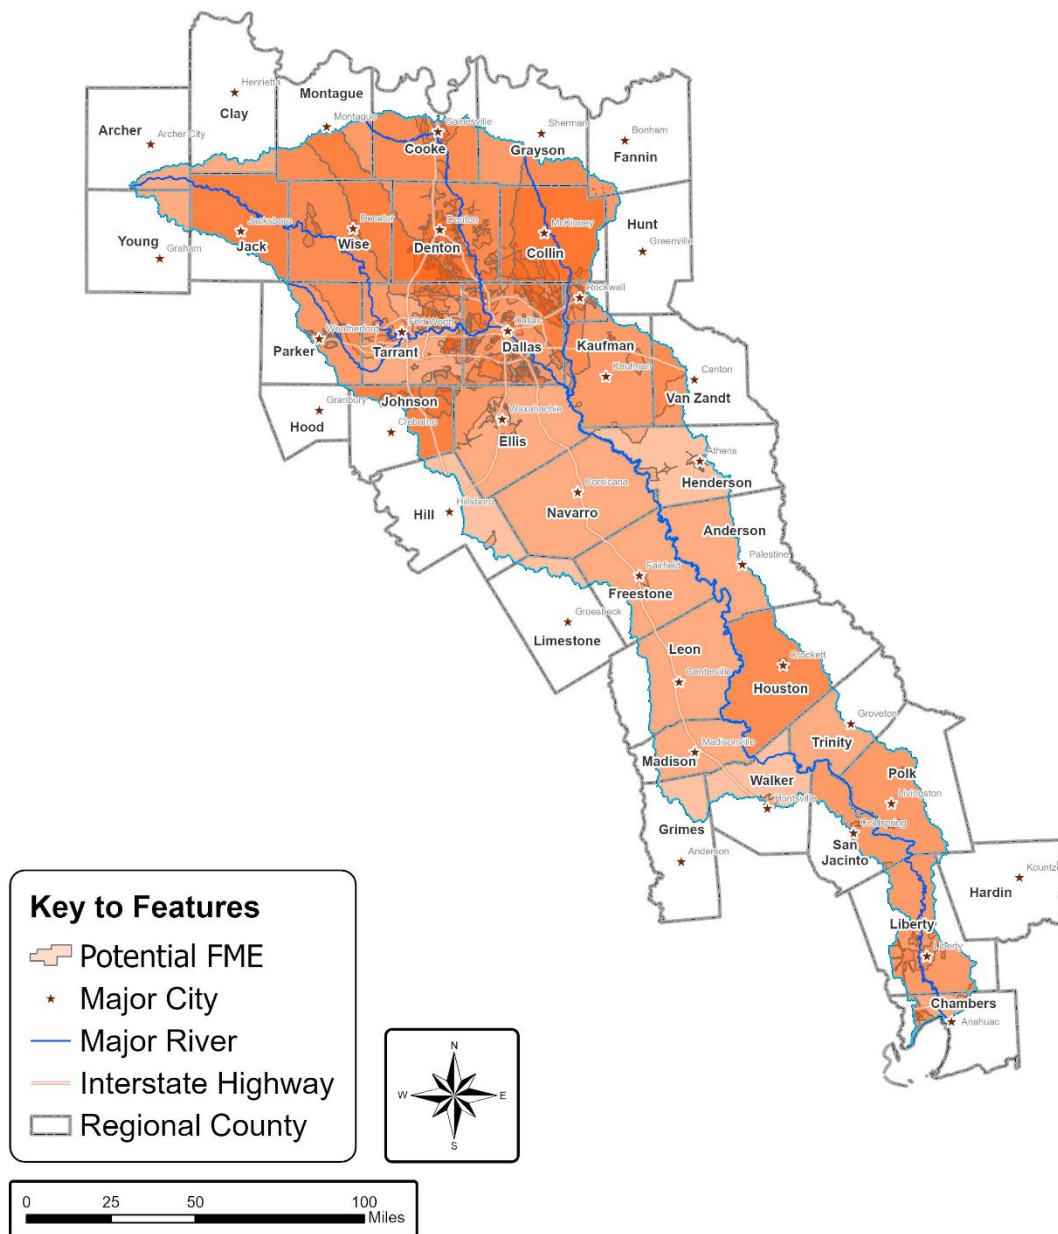 Henrietta
Montague
Clay
Archer
Archer City
Montague
Gainesville
Sherman
Bonham
Cooke
Grayson
Fannin
Jacksboro
Decatur
Denton
McKinney
Hunt
Young
Graham
Jack
Wise
Denton
Collin
Greenville
Rockwall
Weatherford
Fort Worth
Dallas
Parker
Tarrant
Dallas
Kaufman
Canton
Kaufman
Van Zandt
Granbury
Johnson
Hood
Cleburne
Waxahachie
Ellis
Athens
Henderson
Hill
Hillsboro
Corsicana
Navarro
Anderson
Palestine
Fairfield
Freestone
Groesbeck
Limestone
Leon
Crockett
Centerville
Houston
Groveton
Madisonville
Trinity
Madison
Walker
Polk
Livingston
Huntsville
Grimes
Coldspring
San
Jacinto
Anderson
Kountze
Hardin
Liberty
Liberty
Chambers
Anahuac
Key to Features
Potential FME
Major City
Major River
Interstate Highway
Regional County
N
W
E
S
0
25
50
100
Miles